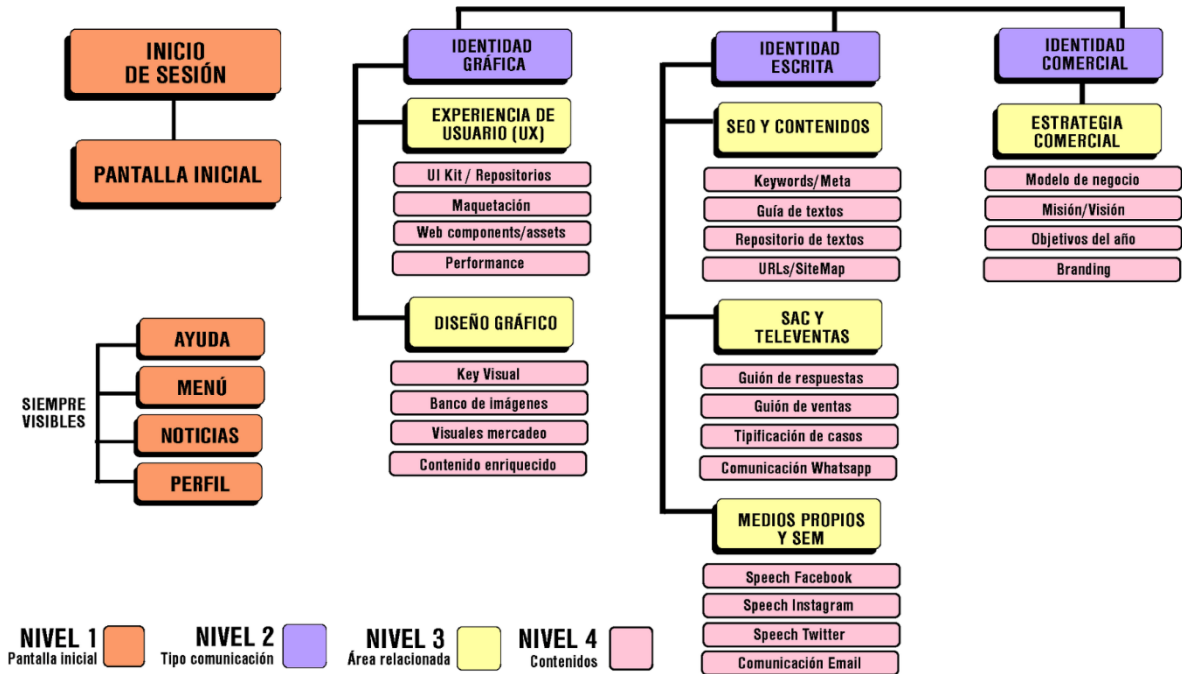 INICIO
DE SESIÓN
PANTALLA INICIAL
SIEMPRE
VISIBLES
AYUDA
MENÚ
NOTICIAS
PERFIL
IDENTIDAD
GRÁFICA
EXPERIENCIA DE
USUARIO (UX)
UI Kit / Repositorios
Maquetación
Web components/assets
Performance
DISEÑO GRÁFICO
Key Visual
Banco de imágenes
Visuales mercadeo
Contenido enriquecido
IDENTIDAD
ESCRITA
SEO Y CONTENIDOS
Keywords/Meta
Guía de textos
Repositorio de textos
URLs/SiteMap
SAC Y
TELEVENTAS
Guión de respuestas
Guión de ventas
Tipificación de casos
Comunicación Whatsapp
MEDIOS PROPIOS
Y SEM
Speech Facebook
Speech Instagram
Speech Twitter
Comunicación Email
IDENTIDAD
COMERCIAL
ESTRATEGIA
COMERCIAL
Modelo de negocio
Misión/Visión
Objetivos del año
Branding
NIVEL 1
Pantalla inicial
NIVEL 2
Tipo comunicación
NIVEL 3
Área relacionada
NIVEL 4
Contenidos